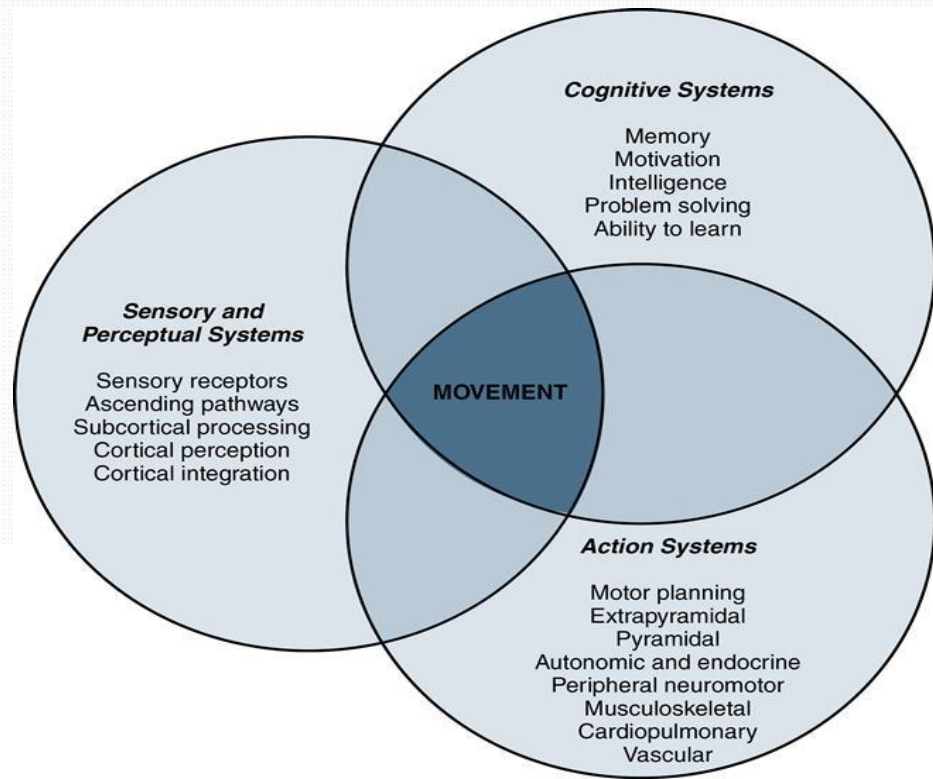 Cognitive Systems
Memory
Motivation
Intelligence
Problem solving
Ability to learn
Sensory and
Perceptual Systems
Sensory receptors
Ascending pathways
Subcortical processing
Cortical perception
Cortical integration
MOVEMENT
Action Systems
Motor planning
Extrapyramidal
Pyramidal
Autonomic and endocrine
Peripheral neuromotor
Musculoskeletal
Cardiopulmonary
Vascular